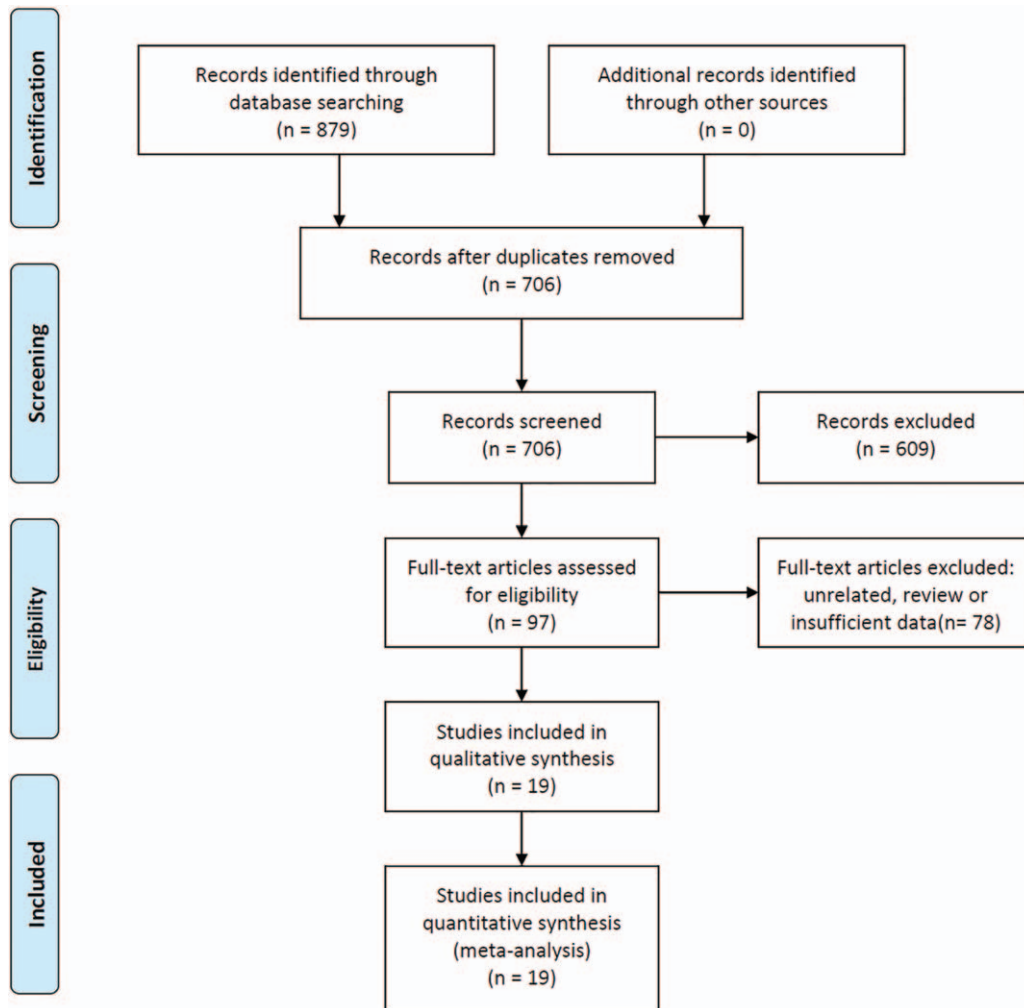 Identification
Records identified through
database searching
(n = 879)
Additional records identified
through other sources
(n = 0)
Records after duplicates removed
(n = 706)
Screening
Records screened
(n = 706)
Records excluded
(n = 609)
Eligibility
Full-text articles assessed
for eligibility
(n = 97)
Full-text articles excluded:
unrelated, review or
insufficient data(n= 78)
Studies included in
qualitative synthesis
(n = 19)
Included
Studies included in
quantitative synthesis
(meta-analysis)
(n = 19)